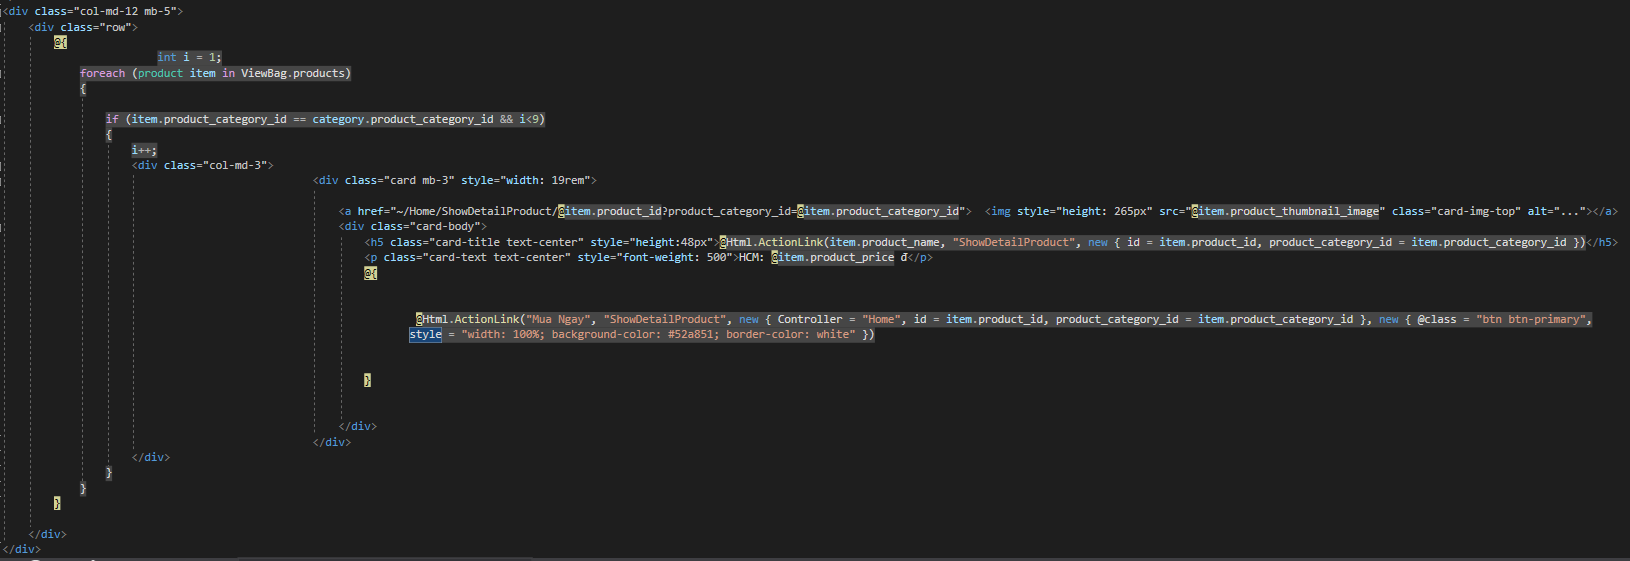 <div class="col-md-12 mb-5">
<div class="row">
@{
int i = 1;
foreach (product item in ViewBag.products)
{
if (item.product_category_id == category.product_category_id && i<9)
{
i++;
<div class="col-md-3">
<div class="card mb-3" style="width: 19rem">
<a href="~/Home/ShowDetailProduct/@item.product_id?product_category_id=@item.product_category_id"> <img style="height: 265px" src="@item.product_thumbnail_image" class="card-img-top" alt="..."></a>
<div class="card-body">
<h5 class="card-title text-center" style="height:48px">@Html.ActionLink(item.product_name, "ShowDetailProduct", new { id = item.product_id, product_category_id = item.product_category_id })</h5>
<p class="card-text text-center" style="font-weight: 500">HCM: @item.product_price đ</p>
@{
@Html.ActionLink("Mua Ngay", "ShowDetailProduct", new { Controller = "Home", id = item.product_id, product_category_id = item.product_category_id }, new { @class = "btn btn-primary",
style = "width: 100%; background-color: #52a851; border-color: white" })
}
</div>
</div>
</div>
}
}
}
</div>
</div>